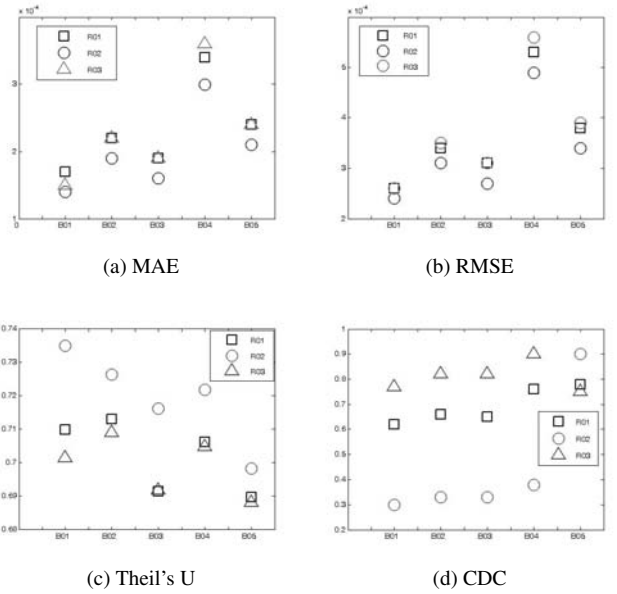 × 10⁻⁴
R01
R02
R03
3
2
1
0
B01 B02 B03 B04 B05
(a) MAE
× 10⁻⁴
R01
R02
R03
5
4
3
2
B01 B02 B03 B04 B05
(b) RMSE
0.74
0.73
0.72
0.71
0.7
0.69
0.68
R01
R02
R03
B01 B02 B03 B04 B05
(c) Theil's U
1
0.9
0.8
0.7
0.6
0.5
0.4
0.3
0.2
R01
R02
R03
B01 B02 B03 B04 B05
(d) CDC